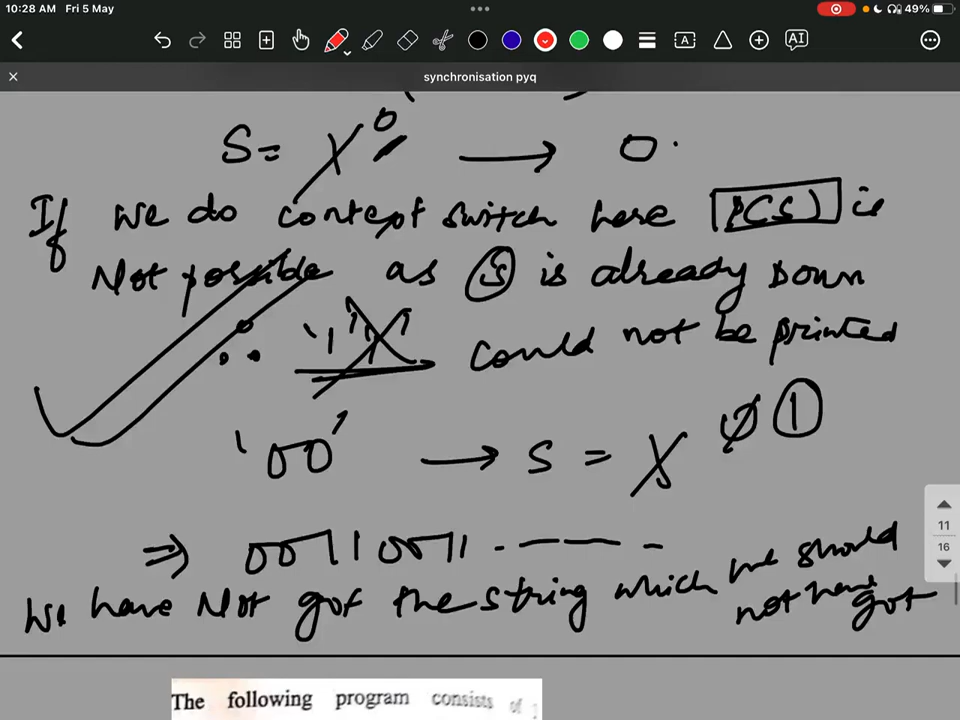 10:28 AM Fri 5 May
49%
A
AI
synchronisation pyq
S= X 0 → 0.
If we do context switch here P(S) is
Not possible as S is already Down
could not be printed
'00' → S = X 0 1
⇒ 00110011 - - - - -
We have Not got the string which we should
not have got
11
16
The following program consists of